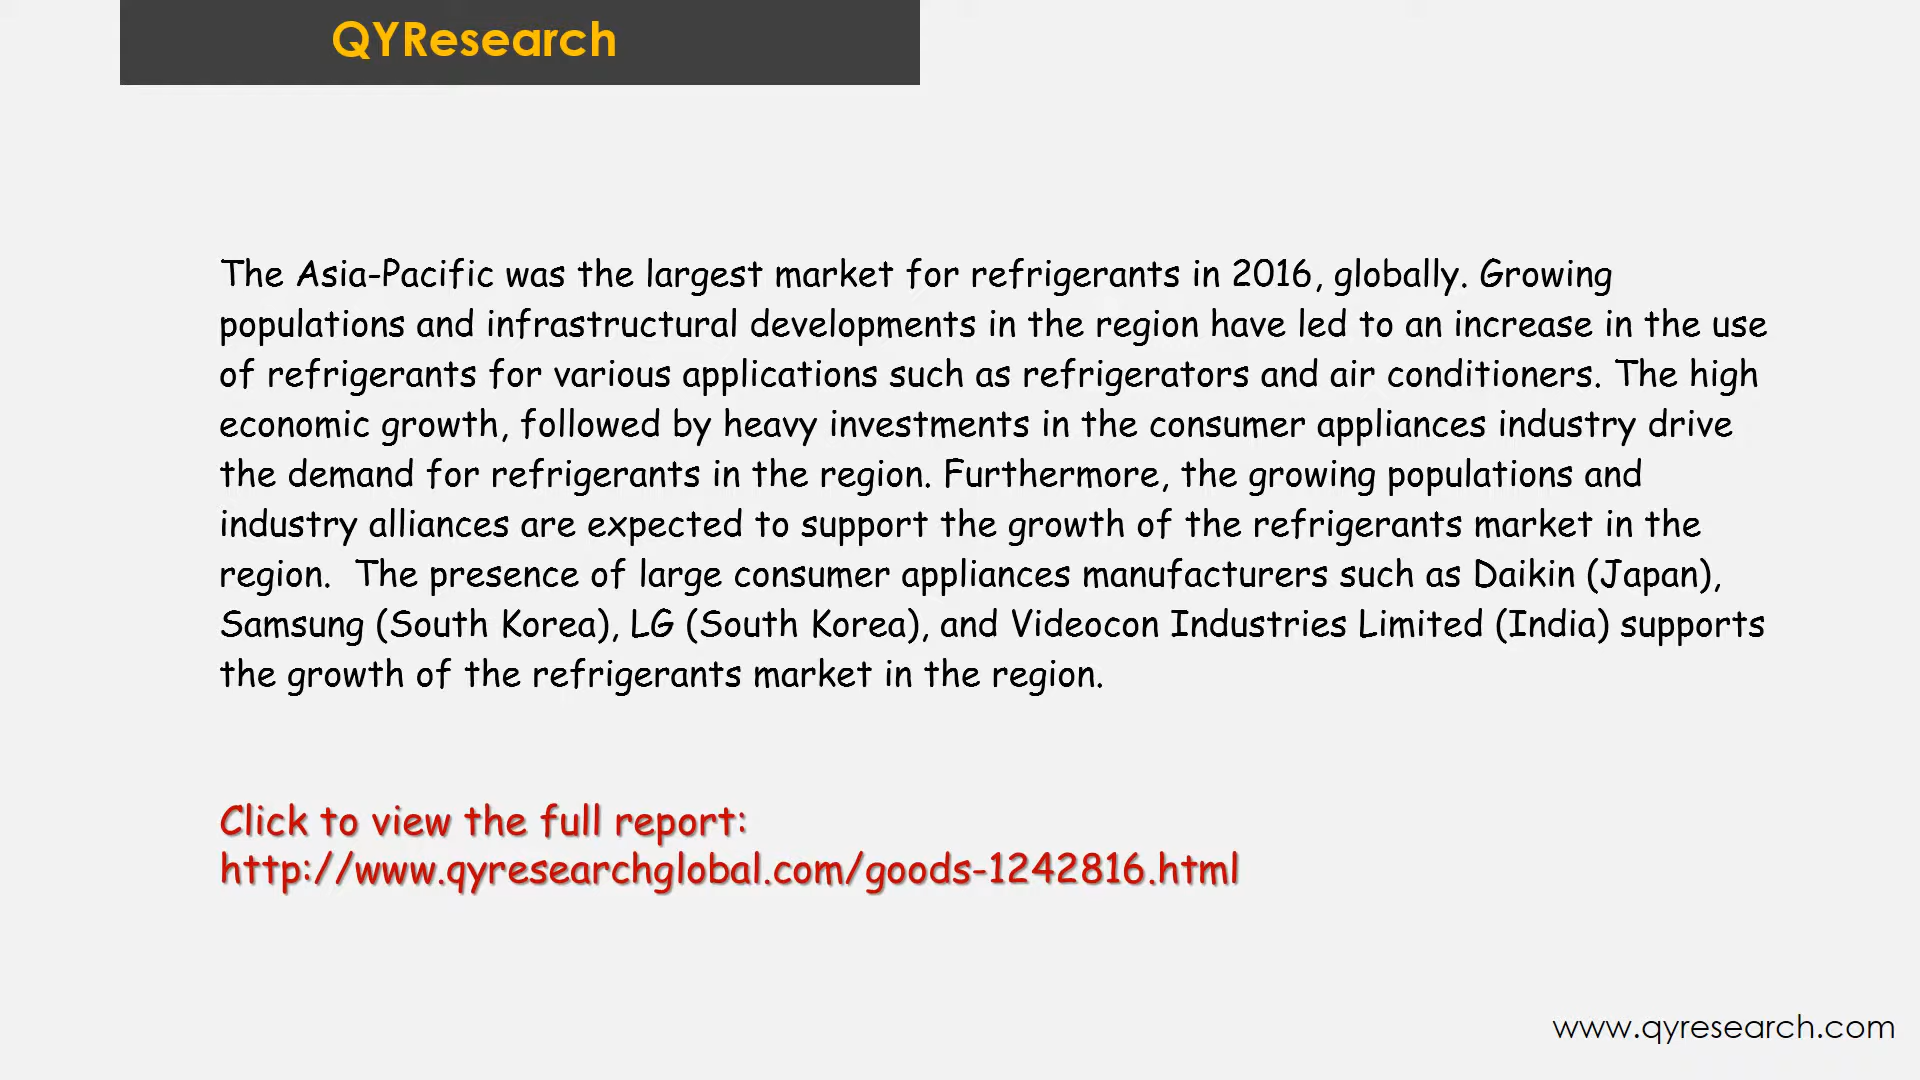 QYResearch
The Asia-Pacific was the largest market for refrigerants in 2016, globally. Growing
populations and infrastructural developments in the region have led to an increase in the use
of refrigerants for various applications such as refrigerators and air conditioners. The high
economic growth, followed by heavy investments in the consumer appliances industry drive
the demand for refrigerants in the region. Furthermore, the growing populations and
industry alliances are expected to support the growth of the refrigerants market in the
region.  The presence of large consumer appliances manufacturers such as Daikin (Japan),
Samsung (South Korea), LG (South Korea), and Videocon Industries Limited (India) supports
the growth of the refrigerants market in the region.
Click to view the full report:
http://www.qyresearchglobal.com/goods-1242816.html
www.qyresearch.com